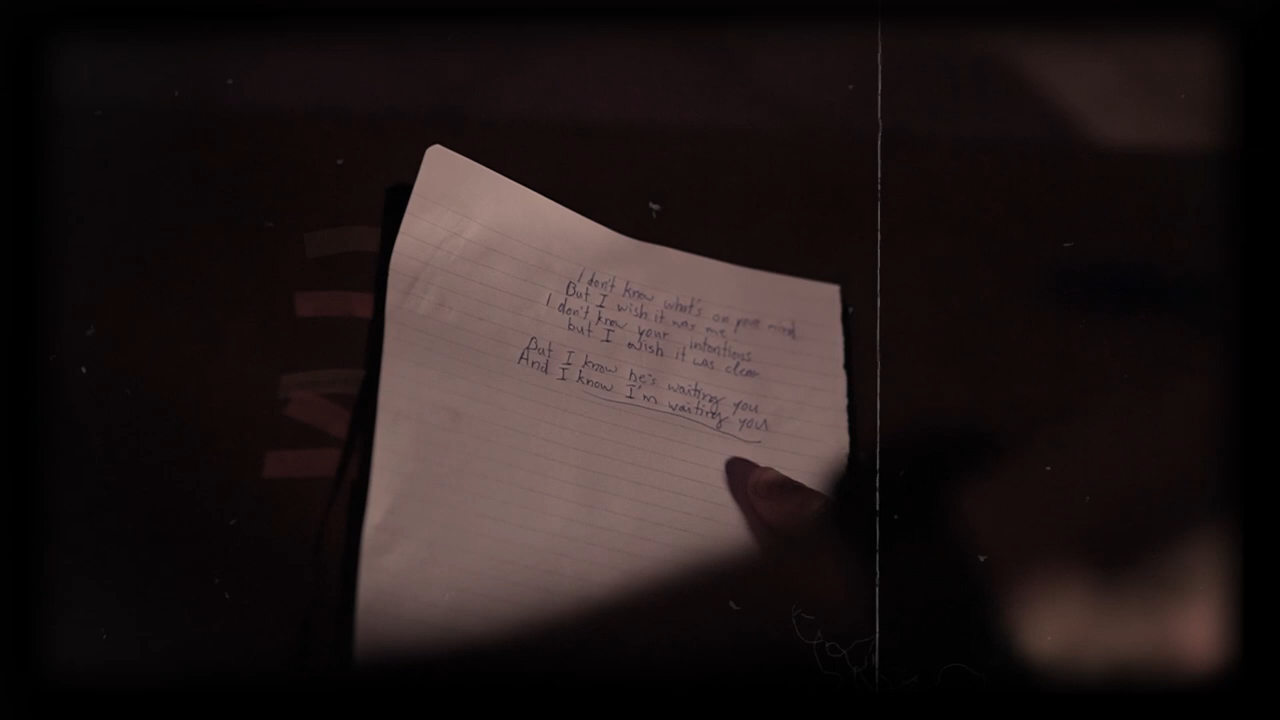 I don't know what's on your mind
But I wish it was me
I don't know your intentions
but I wish it was clear
But I know he's waiting you
And I know I'm waiting you